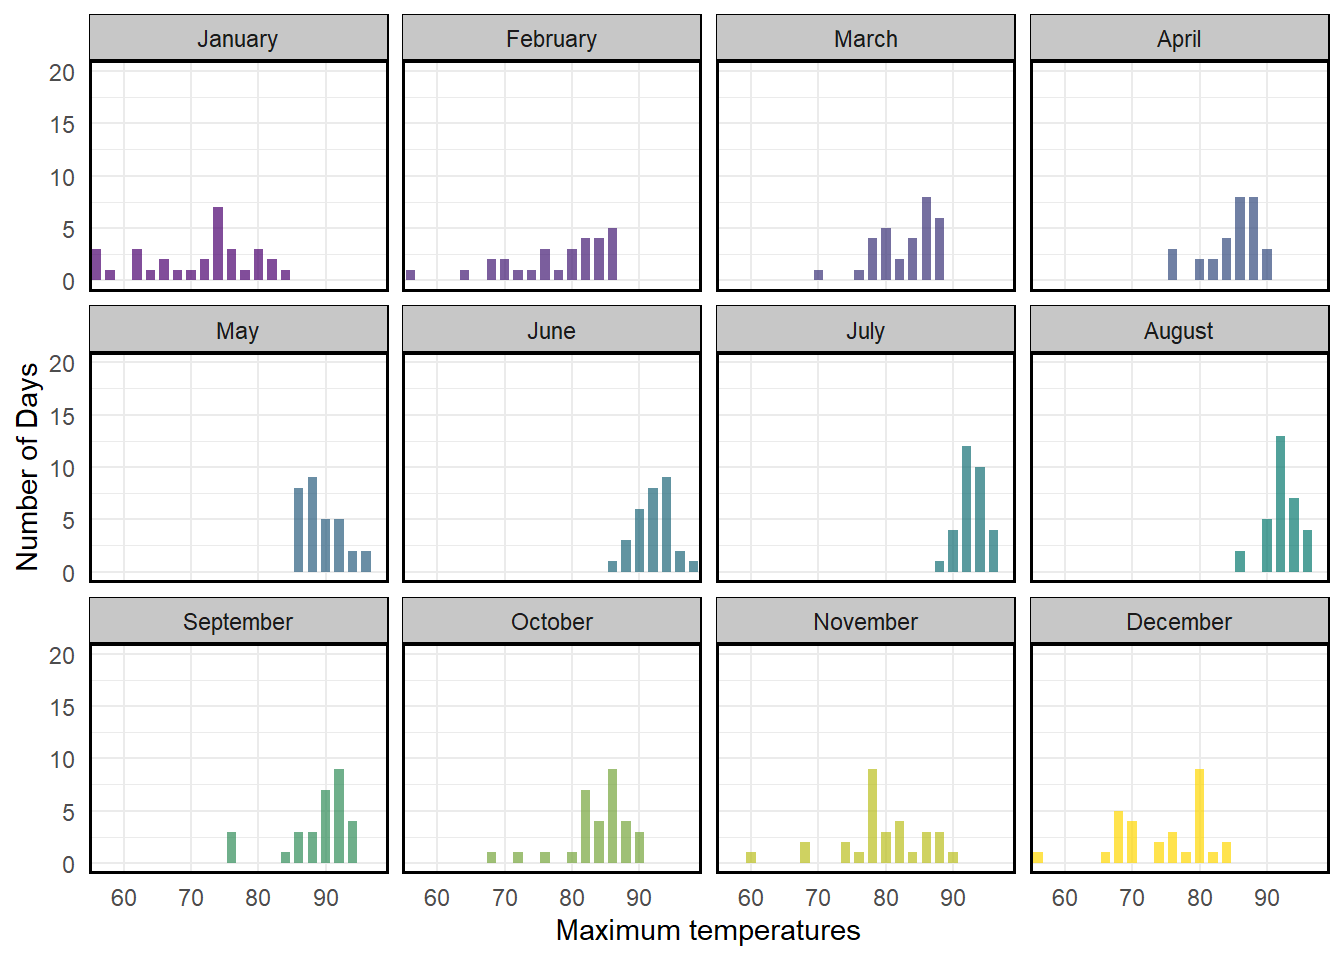 January February March April
20
15
10
5
0
May June July August
20
15
10
5
0
Number of Days
September October November December
20
15
10
5
0
60 70 80 90 60 70 80 90 60 70 80 90 60 70 80 90
Maximum temperatures